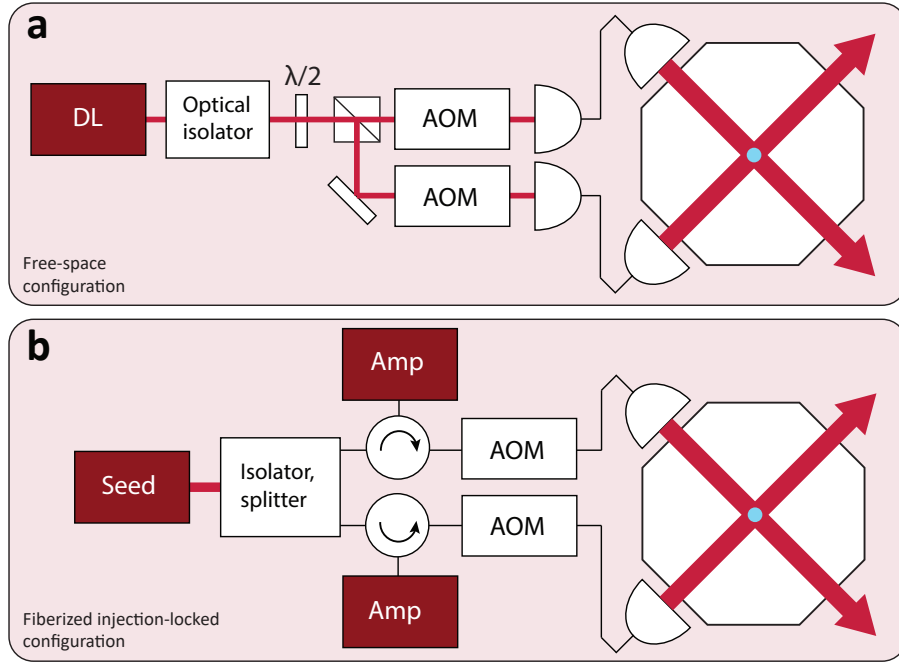 a
λ/2
DL
Optical
isolator
AOM
AOM
Free-space
configuration
b
Amp
Seed
Isolator,
splitter
AOM
AOM
Amp
Fiberized injection-locked
configuration